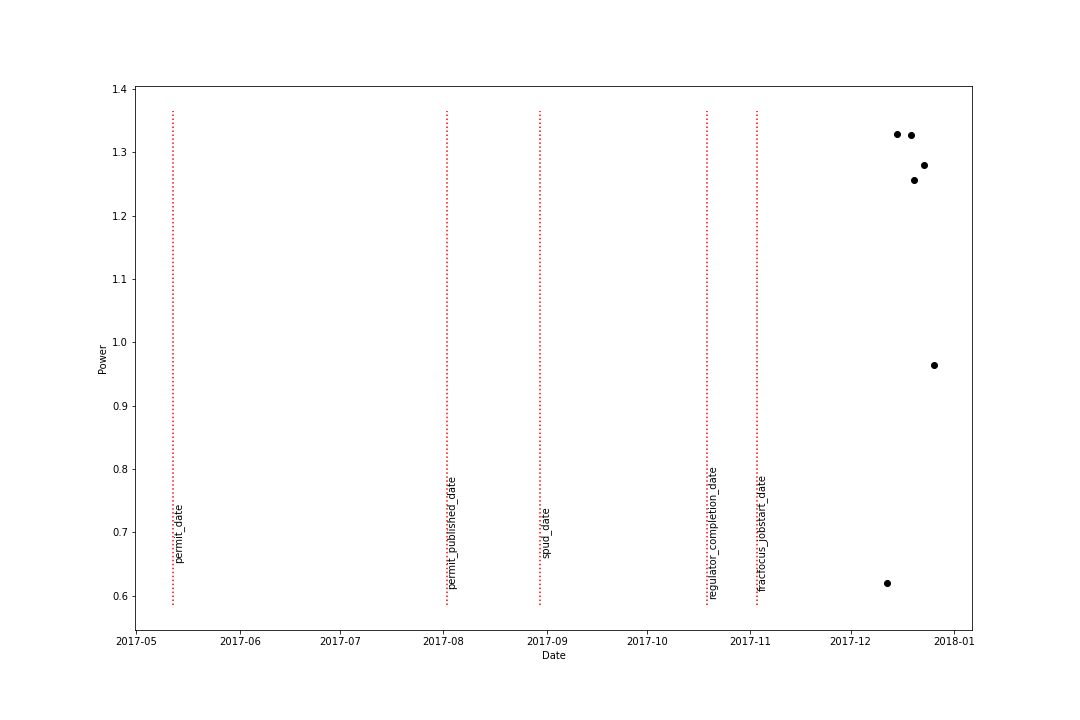 1.4
1.3
1.2
1.1
1.0
0.9
0.8
0.7
0.6
Power
permit_date
permit_published_date
spud_date
regulator_completion_date
fracfocus_jobstart_date
2017-05 2017-06 2017-07 2017-08 2017-09 2017-10 2017-11 2017-12 2018-01
Date